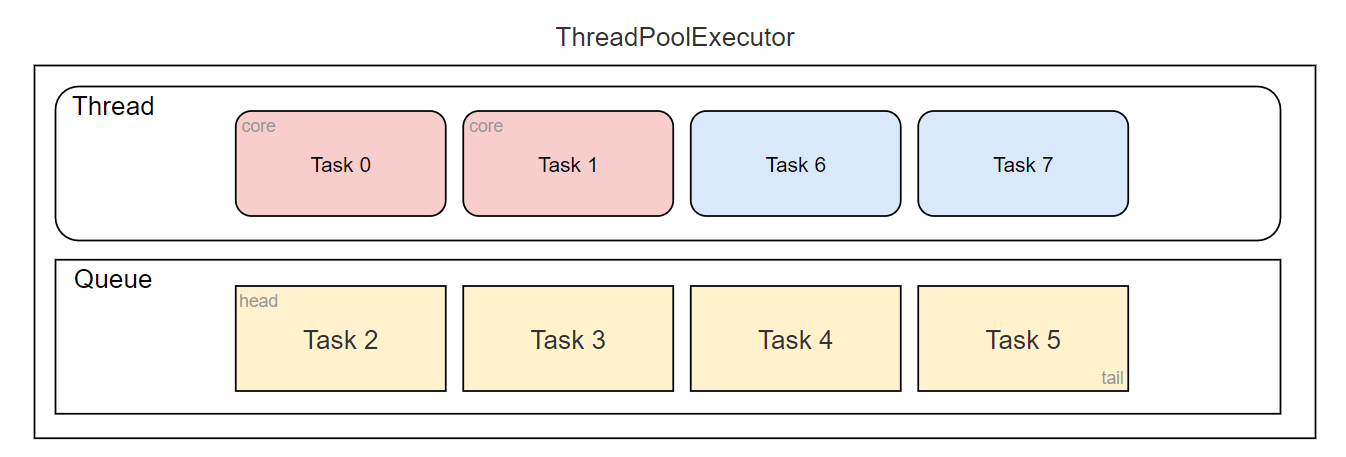 ThreadPoolExecutor
Thread
core
Task 0
core
Task 1
Task 6
Task 7
Queue
head
Task 2
Task 3
Task 4
Task 5
tail